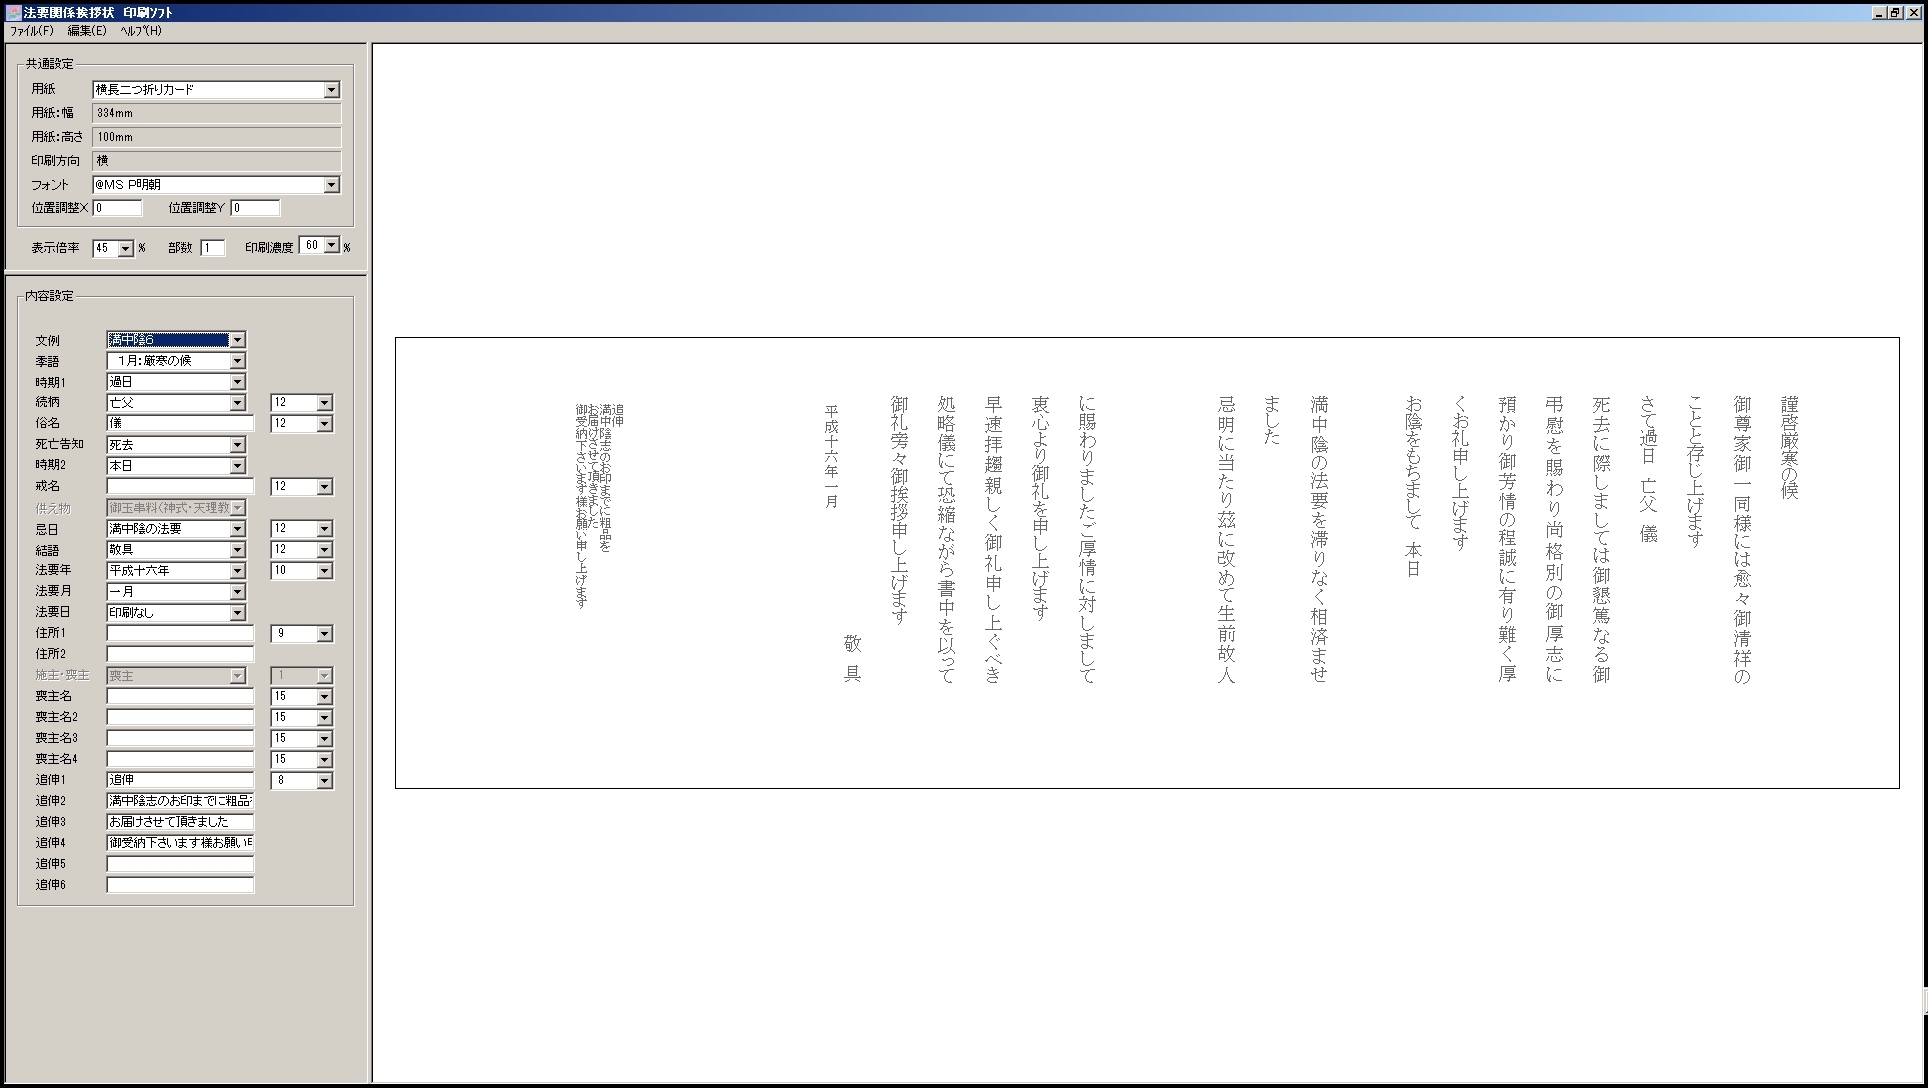 法要関係挨拶状 印刷ソフト
ファイル(F) 編集(E) ヘルプ(H)
共通設定
用紙 横長二つ折りカード
用紙:幅 334mm
用紙:高さ 100mm
印刷方向 横
フォント @MS P明朝
位置調整X 0 位置調整Y 0
表示倍率 45 % 部数 1 印刷濃度 60 %
内容設定
文例 満中陰6
季語 1月:厳寒の候
時期1 過日
続柄 亡父 12
俗名 儀 12
死亡告知 死去
時期2 本日
戒名 12
供え物 御玉串料(神式・天理教
忌日 満中陰の法要 12
結語 敬具 12
法要年 平成十六年 10
法要月 一月
法要日 印刷なし
住所1 9
住所2
施主・喪主 喪主 1
喪主名 15
喪主名2 15
喪主名3 15
喪主名4 15
追伸1 追伸 8
追伸2 満中陰志のお印までに粗品
追伸3 お届けさせて頂きました
追伸4 御受納下さいます様お願い
追伸5
追伸6
謹啓厳寒の候
御尊家御一同様には愈々御清祥の
ことと存じ上げます
さて過日 亡父 儀
死去に際しましては御懇篤なる御
弔慰を賜わり尚格別の御厚志に
預かり御芳情の程誠に有り難く厚
くお礼申し上げます
お陰をもちまして 本日
満中陰の法要を滞りなく相済ませ
ました
忌明に当たり茲に改めて生前故人
に賜わりましたご厚情に対しまして
衷心より御礼を申し上げます
早速拝趨親しく御礼申し上ぐべき
処略儀にて恐縮ながら書中を以って
御礼旁々御挨拶申し上げます
敬具
平成十六年一月
追伸
満中陰志のお印までに粗品を
お届けさせて頂きました
御受納下さいます様お願い申し上げます